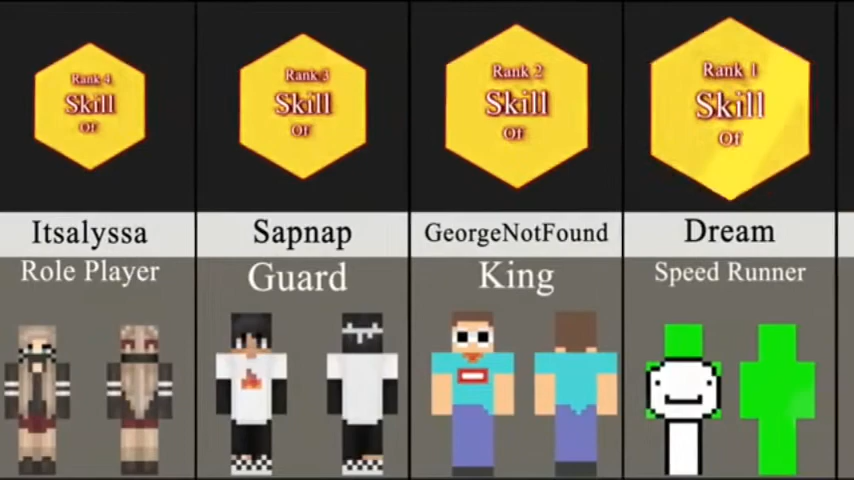 Rank 4
Skill
Of
Itsalyssa
Role Player
Rank 3
Skill
Of
Sapnap
Guard
Rank 2
Skill
Of
GeorgeNotFound
King
Rank 1
Skill
Of
Dream
Speed Runner